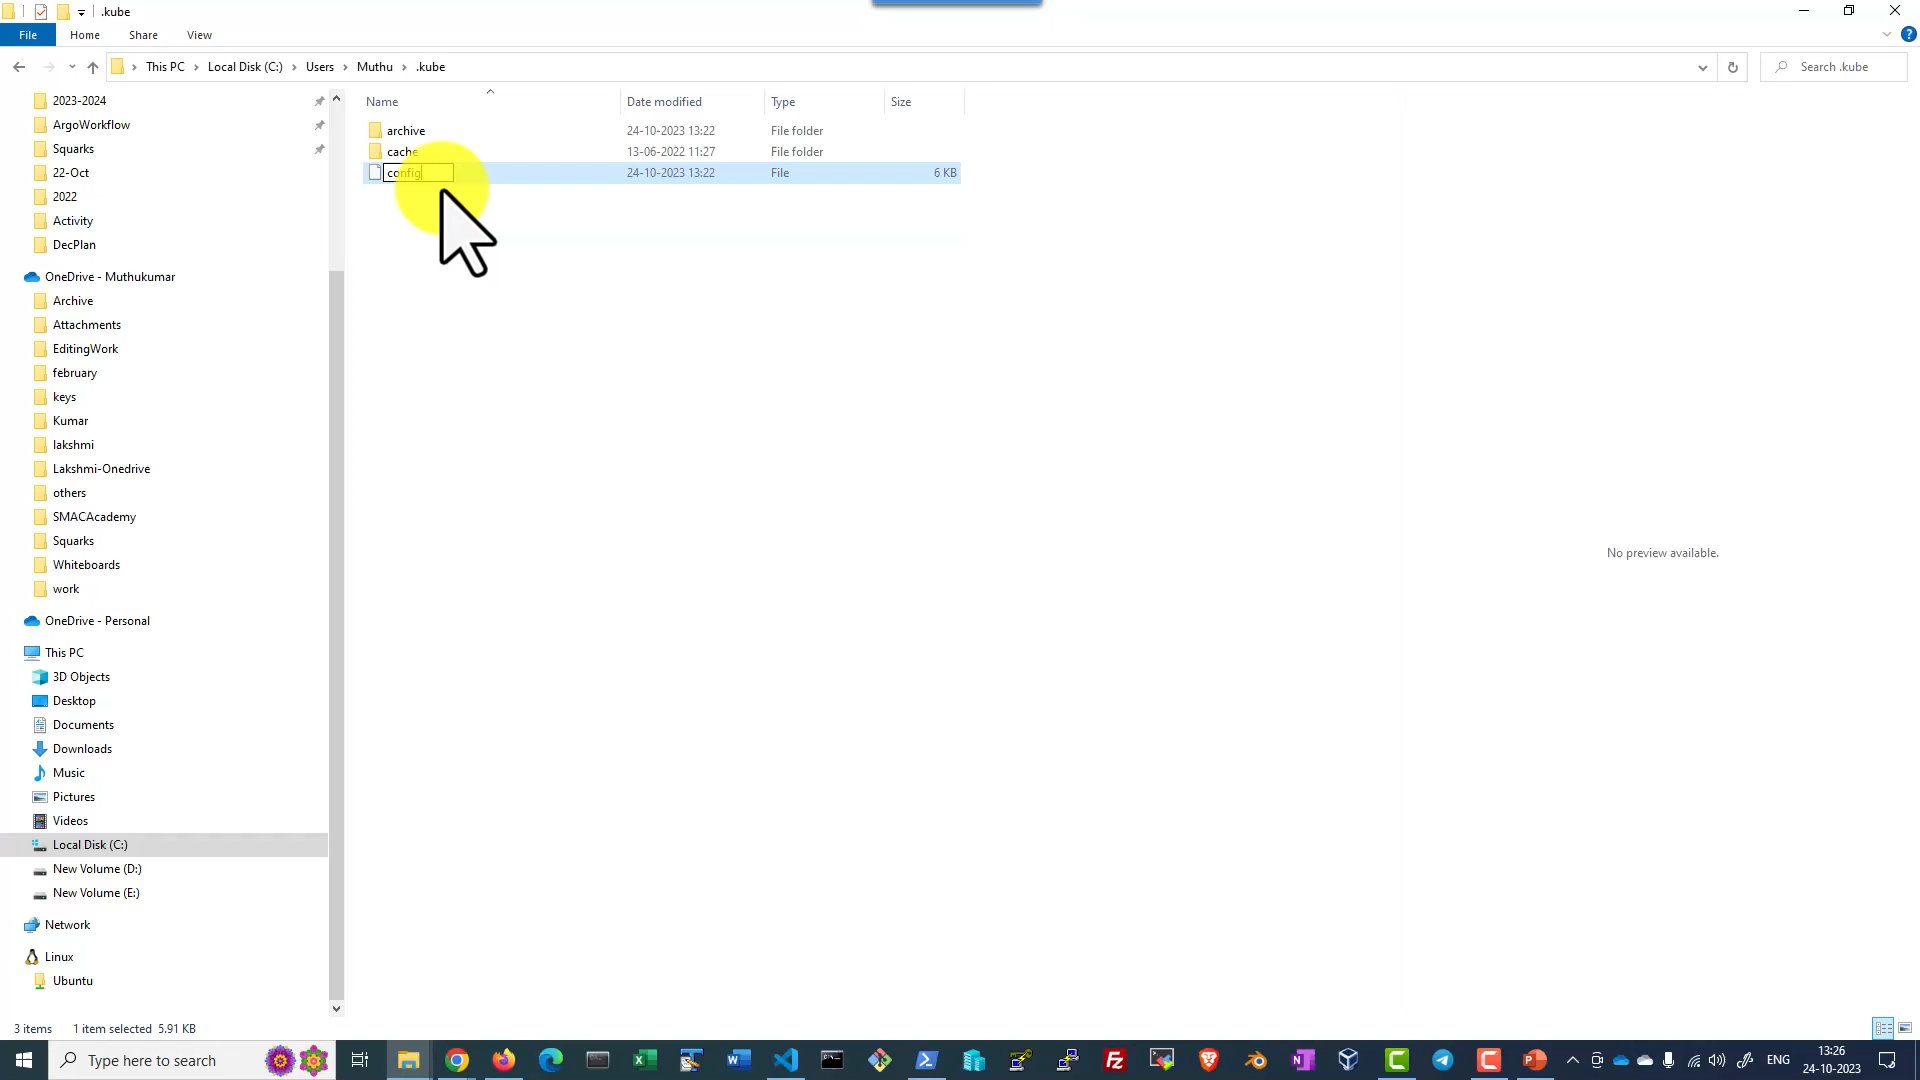 .kube
File Home Share View
This PC Local Disk (C:) Users Muthu .kube
Search .kube
Name Date modified Type Size
archive 24-10-2023 13:22 File folder
cache 13-06-2022 11:27 File folder
config 24-10-2023 13:22 File 6 KB
2023-2024
ArgoWorkflow
Squarks
22-Oct
2022
Activity
DecPlan
OneDrive - Muthukumar
Archive
Attachments
EditingWork
february
keys
Kumar
lakshmi
Lakshmi-Onedrive
others
SMACAcademy
Squarks
Whiteboards
work
OneDrive - Personal
This PC
3D Objects
Desktop
Documents
Downloads
Music
Pictures
Videos
Local Disk (C:)
New Volume (D:)
New Volume (E:)
Network
Linux
Ubuntu
No preview available.
3 items 1 item selected 5.91 KB
Type here to search
ENG
13:26
24-10-2023